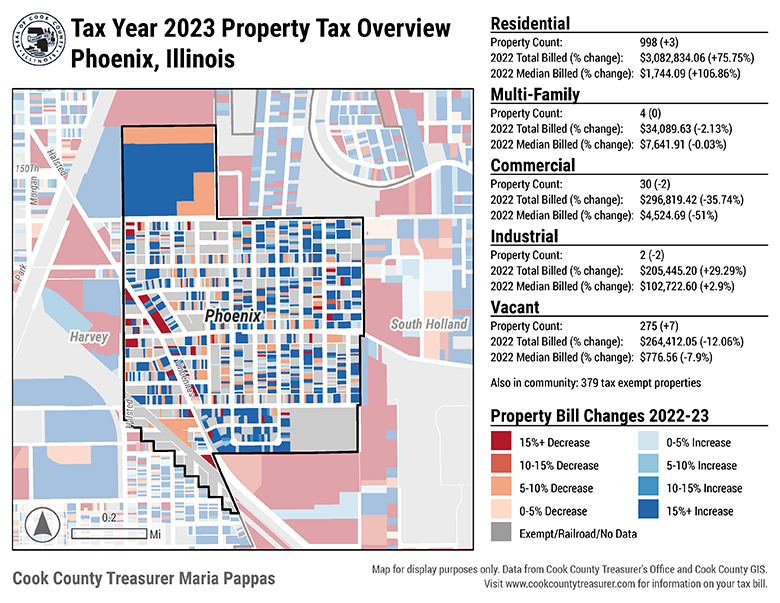 SEAL OF COOK COUNTY
ILLINOIS
Tax Year 2023 Property Tax Overview
Phoenix, Illinois
150Th
Halsted
Morgan
Park
Harvey
Phoenix
South Holland
Halsted
0.2
Mi
Cook County Treasurer Maria Pappas
Residential
Property Count: 998 (+3)
2022 Total Billed (% change): $3,082,834.06 (+75.75%)
2022 Median Billed (% change): $1,744.09 (+106.86%)
Multi-Family
Property Count: 4 (0)
2022 Total Billed (% change): $34,089.63 (-2.13%)
2022 Median Billed (% change): $7,641.91 (-0.03%)
Commercial
Property Count: 30 (-2)
2022 Total Billed (% change): $296,819.42 (-35.74%)
2022 Median Billed (% change): $4,524.69 (-51%)
Industrial
Property Count: 2 (-2)
2022 Total Billed (% change): $205,445.20 (+29.29%)
2022 Median Billed (% change): $102,722.60 (+2.9%)
Vacant
Property Count: 275 (+7)
2022 Total Billed (% change): $264,412.05 (-12.06%)
2022 Median Billed (% change): $776.56 (-7.9%)
Also in community: 379 tax exempt properties
Property Bill Changes 2022-23
15%+ Decrease
10-15% Decrease
5-10% Decrease
0-5% Decrease
Exempt/Railroad/No Data
0-5% Increase
5-10% Increase
10-15% Increase
15%+ Increase
Map for display purposes only. Data from Cook County Treasurer's Office and Cook County GIS.
Visit www.cookcountytreasurer.com for information on your tax bill.